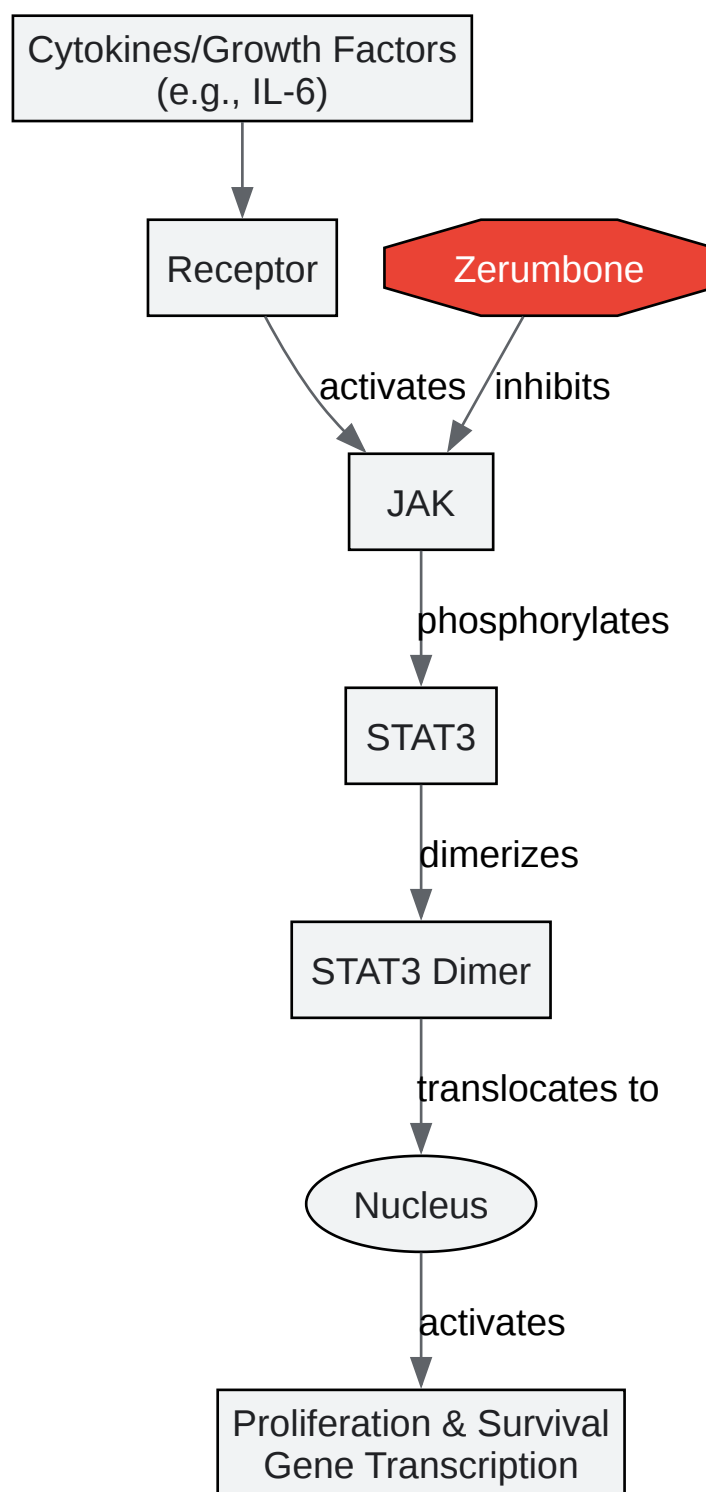 Cytokines/Growth Factors
(e.g., IL-6)
Receptor
Zerumbone
activates
inhibits
JAK
phosphorylates
STAT3
dimerizes
STAT3 Dimer
translocates to
Nucleus
activates
Proliferation & Survival
Gene Transcription